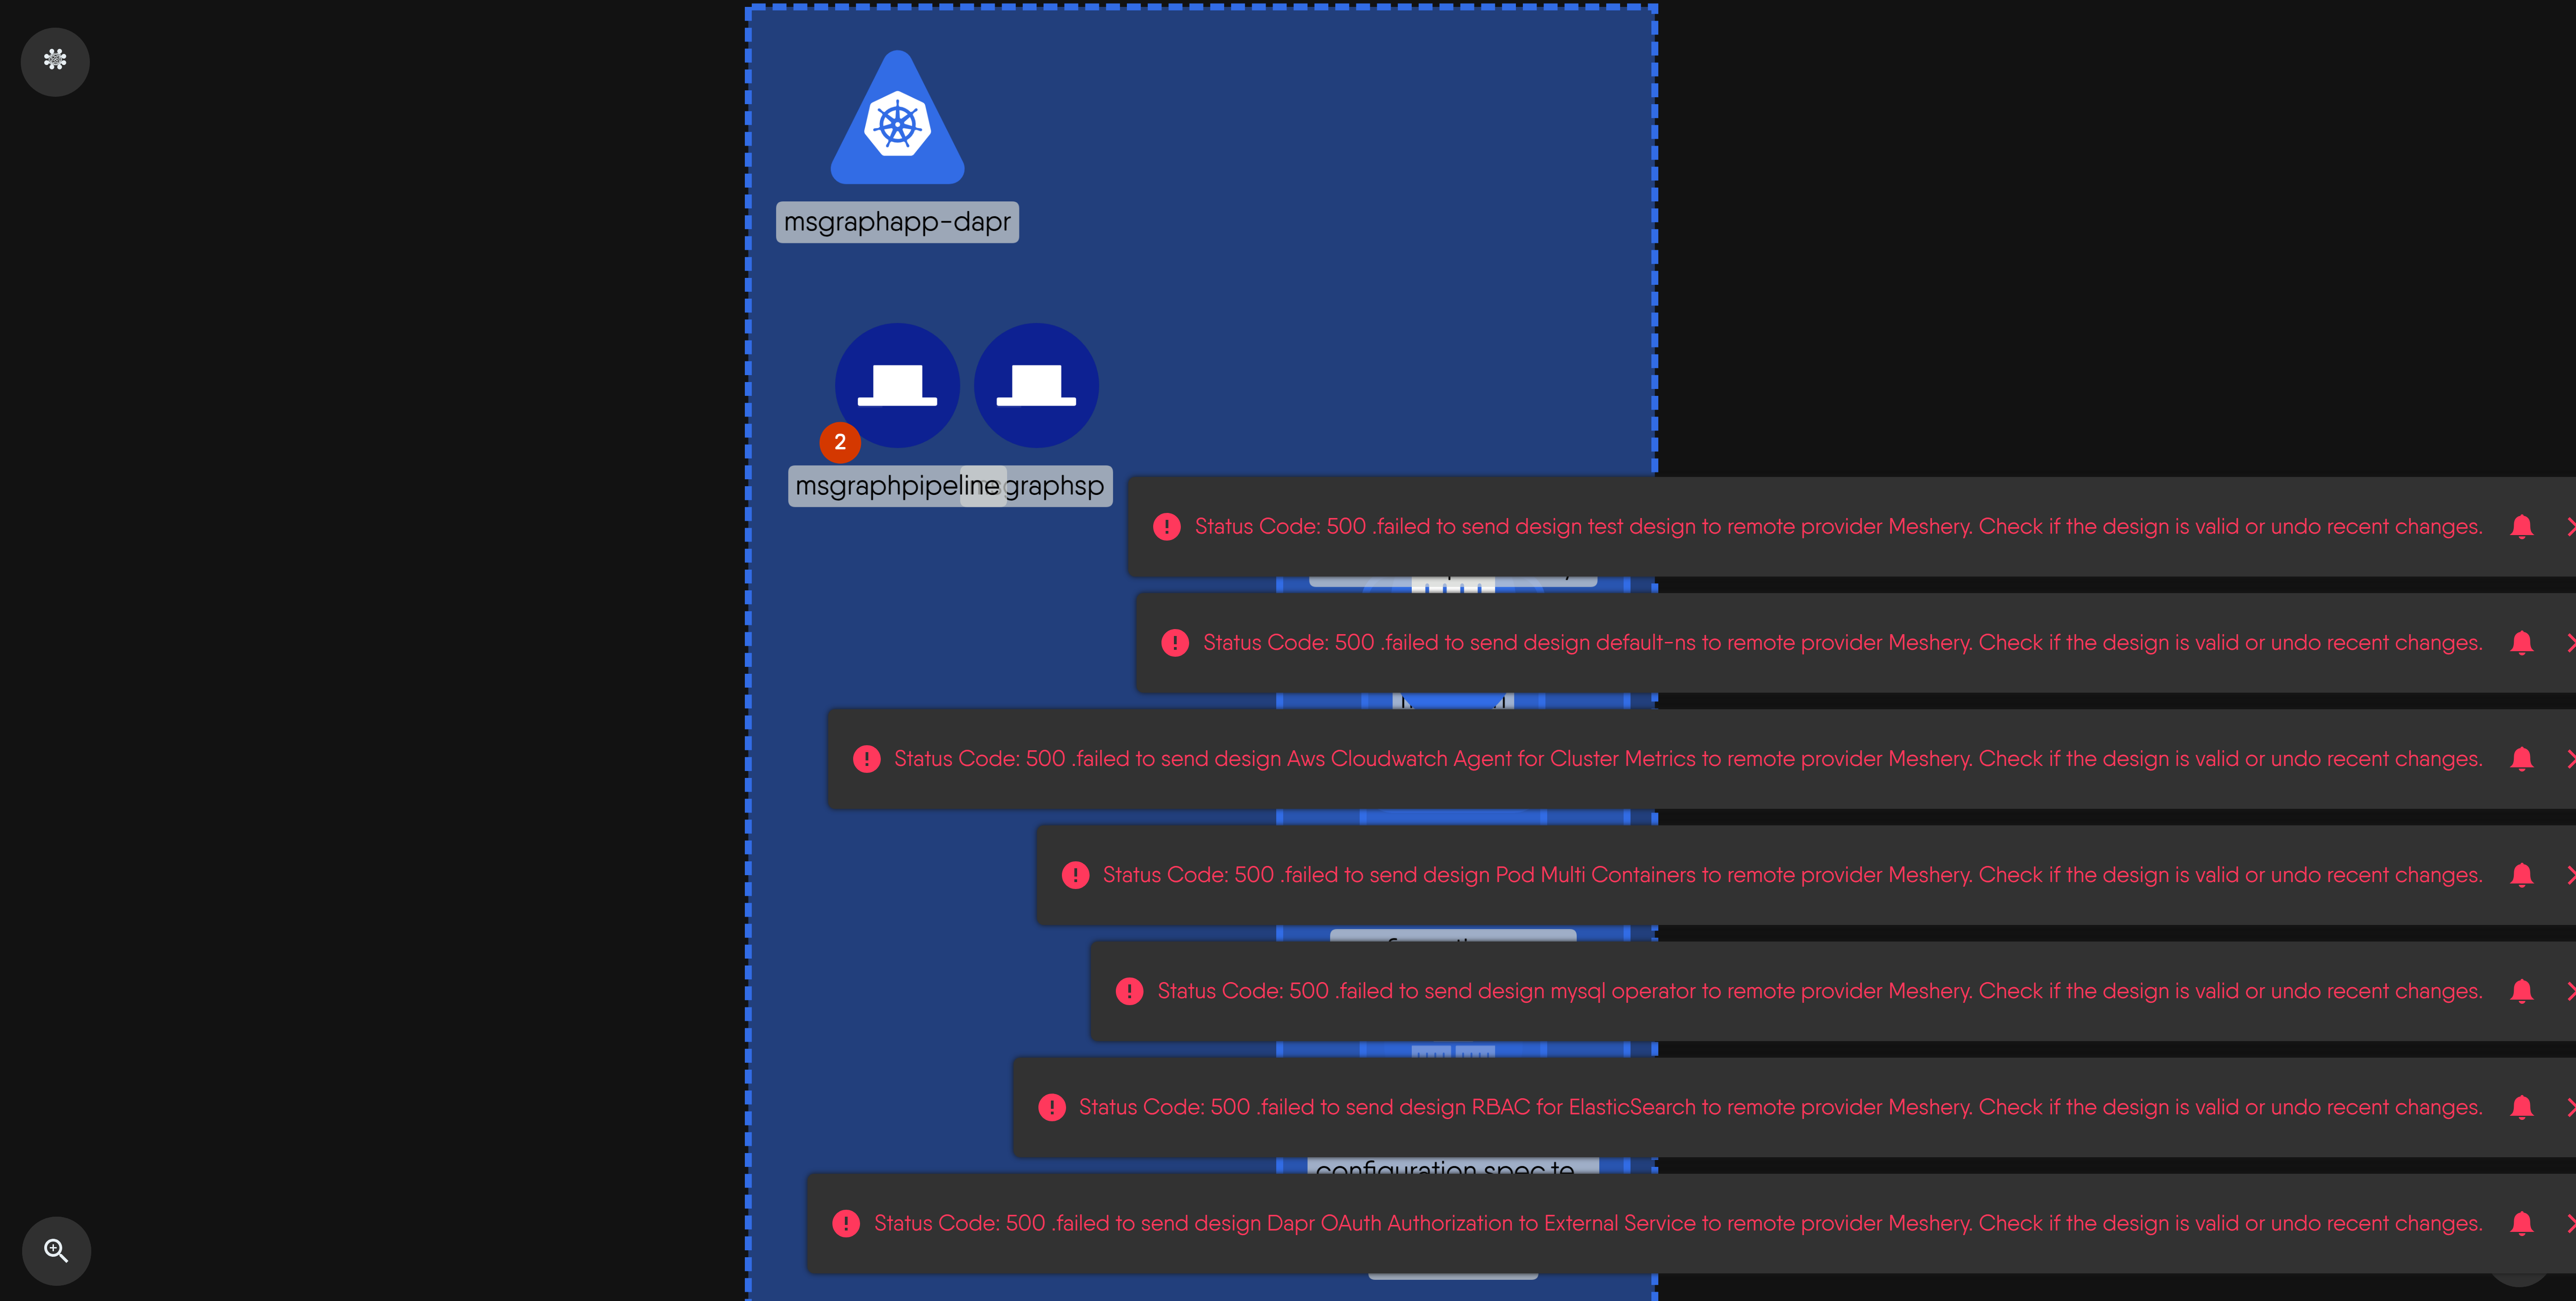 msgraphapp-dapr
2
msgraphpipeline
graphsp
Status Code: 500 .failed to send design test design to remote provider Meshery. Check if the design is valid or undo recent changes.
Status Code: 500 .failed to send design default-ns to remote provider Meshery. Check if the design is valid or undo recent changes.
Status Code: 500 .failed to send design Aws Cloudwatch Agent for Cluster Metrics to remote provider Meshery. Check if the design is valid or undo recent changes.
Status Code: 500 .failed to send design Pod Multi Containers to remote provider Meshery. Check if the design is valid or undo recent changes.
Status Code: 500 .failed to send design mysql operator to remote provider Meshery. Check if the design is valid or undo recent changes.
Status Code: 500 .failed to send design RBAC for ElasticSearch to remote provider Meshery. Check if the design is valid or undo recent changes.
configuration.spec.te
Status Code: 500 .failed to send design Dapr OAuth Authorization to External Service to remote provider Meshery. Check if the design is valid or undo recent changes.